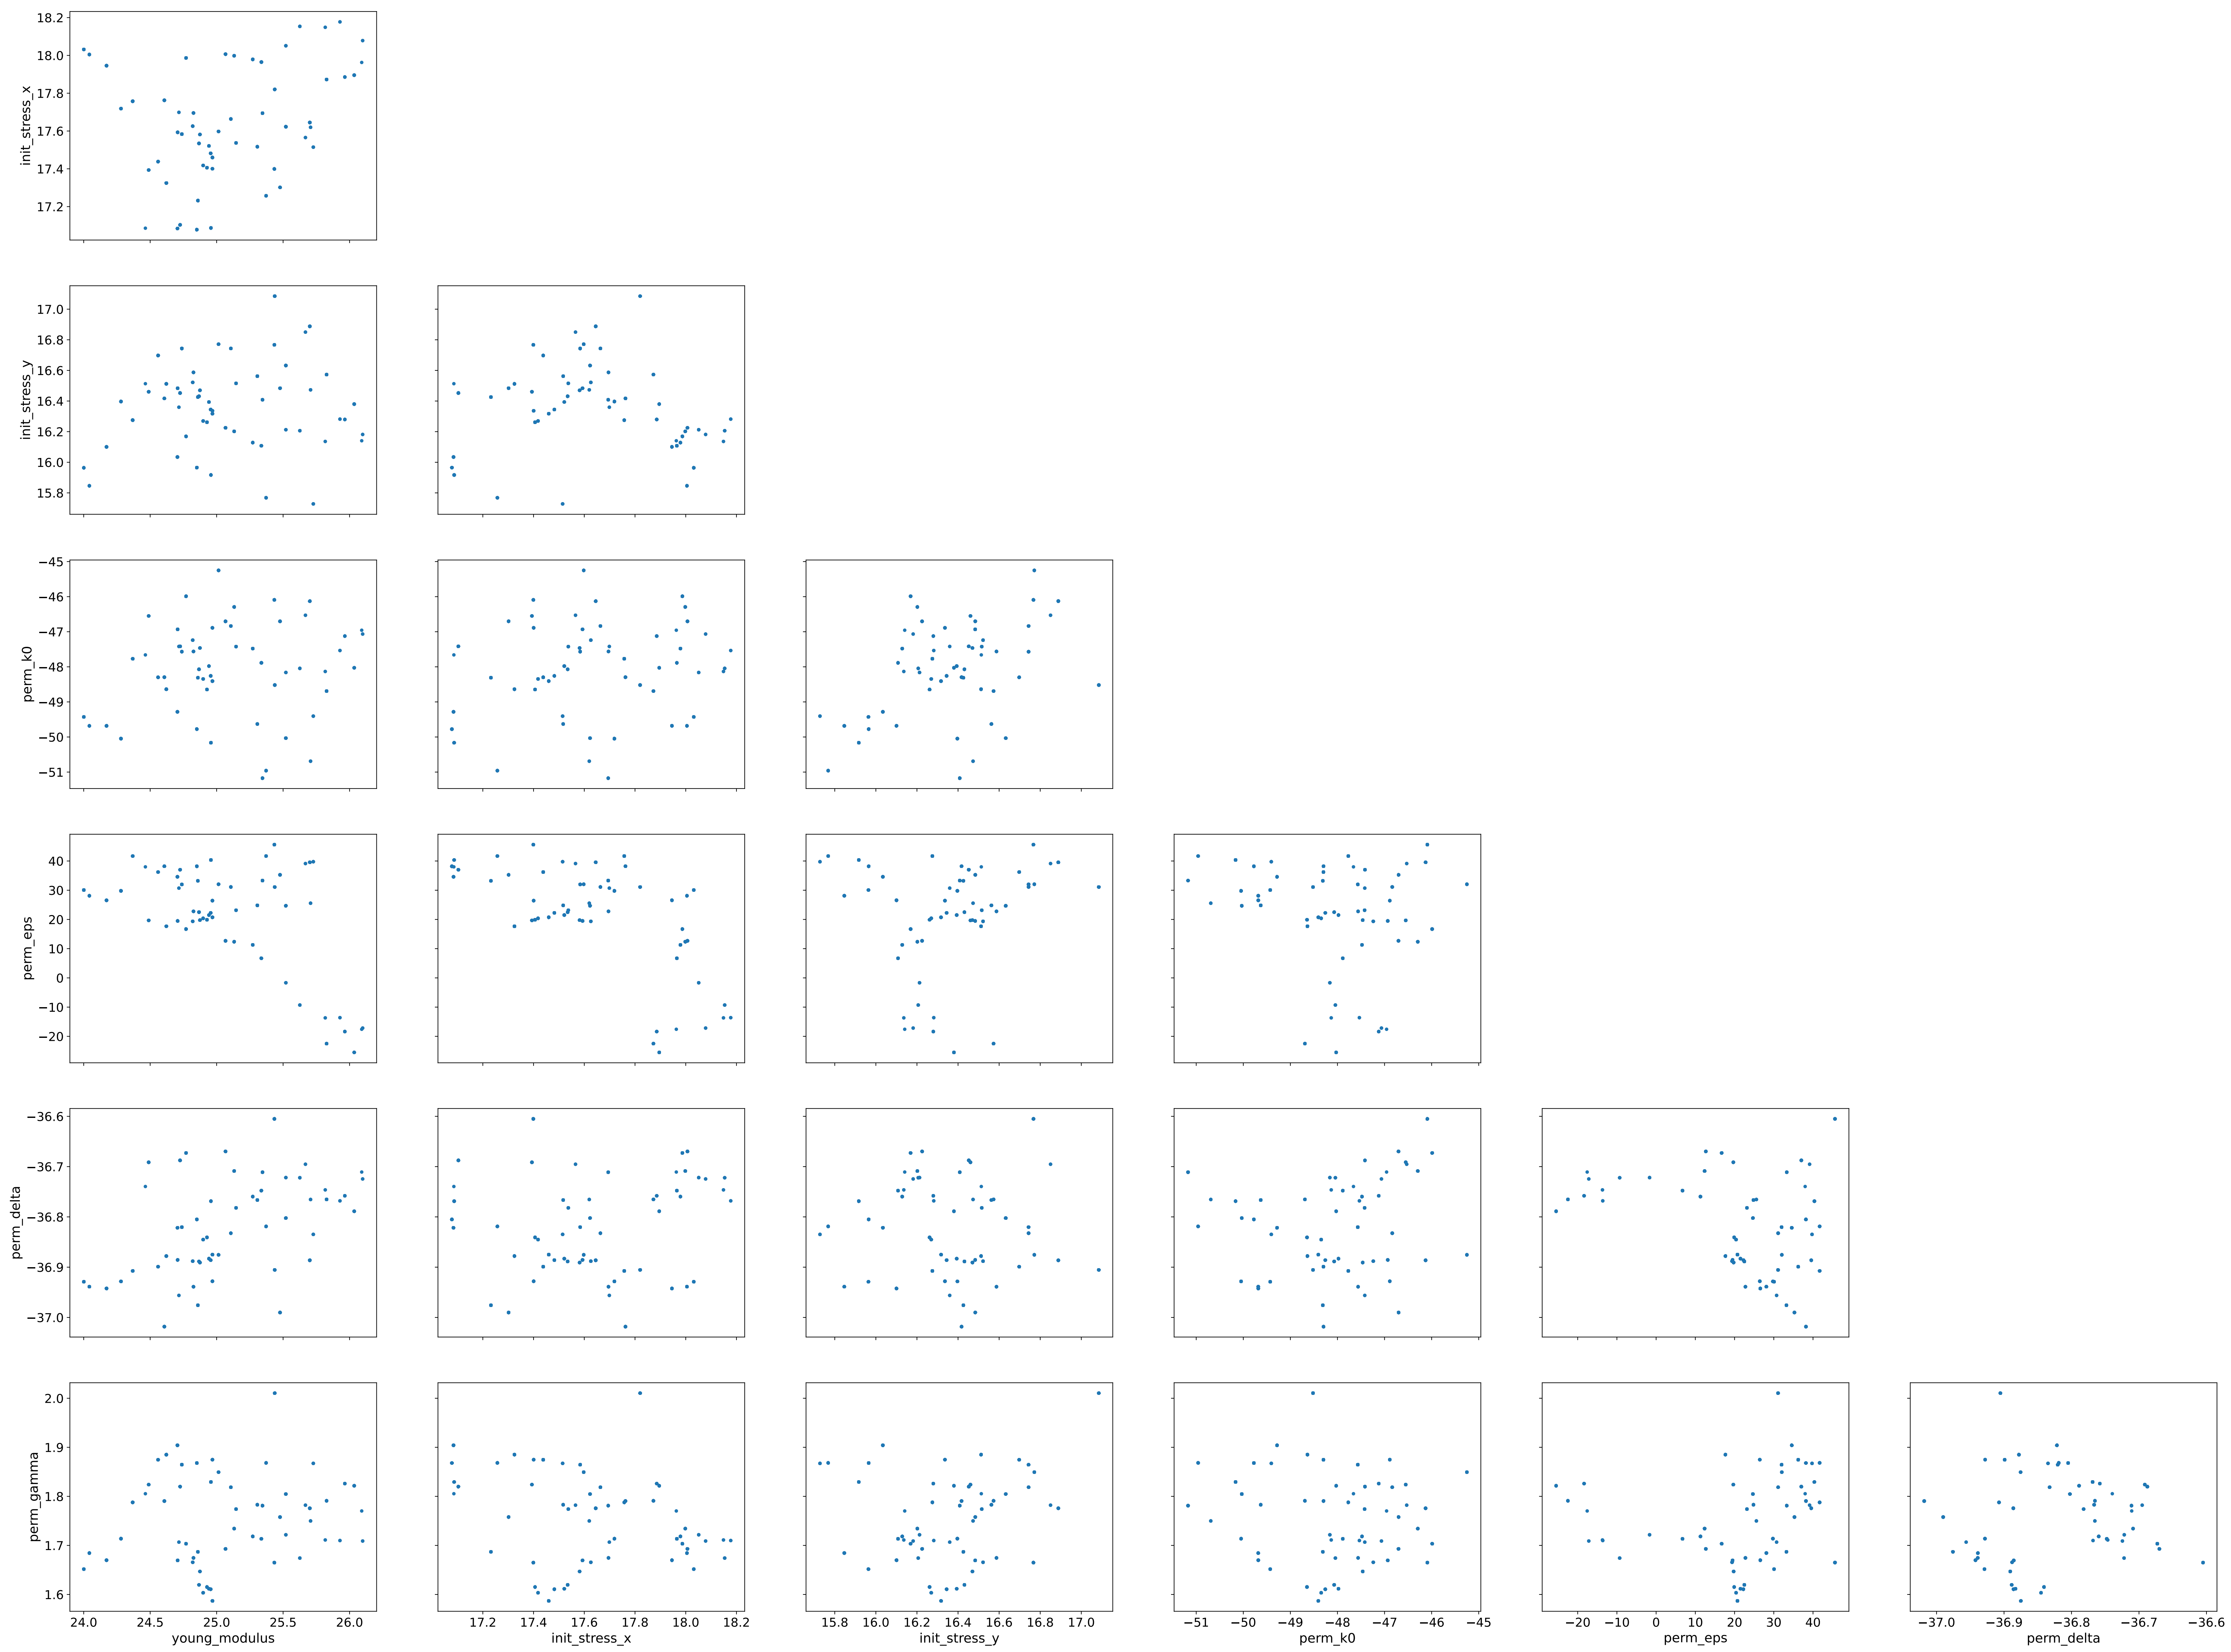 18.2
18.0
17.8
17.6
17.4
17.2
init_stress_x
17.0
16.8
16.6
16.4
16.2
16.0
15.8
init_stress_y
−45
−46
−47
−48
−49
−50
−51
perm_k0
40
30
20
10
0
−10
−20
perm_eps
−36.6
−36.7
−36.8
−36.9
−37.0
perm_delta
2.0
1.9
1.8
1.7
1.6
perm_gamma
24.0 24.5 25.0 25.5 26.0
young_modulus
17.2 17.4 17.6 17.8 18.0 18.2
init_stress_x
15.8 16.0 16.2 16.4 16.6 16.8 17.0
init_stress_y
−51 −50 −49 −48 −47 −46 −45
perm_k0
−20 −10 0 10 20 30 40
perm_eps
−37.0 −36.9 −36.8 −36.7 −36.6
perm_delta